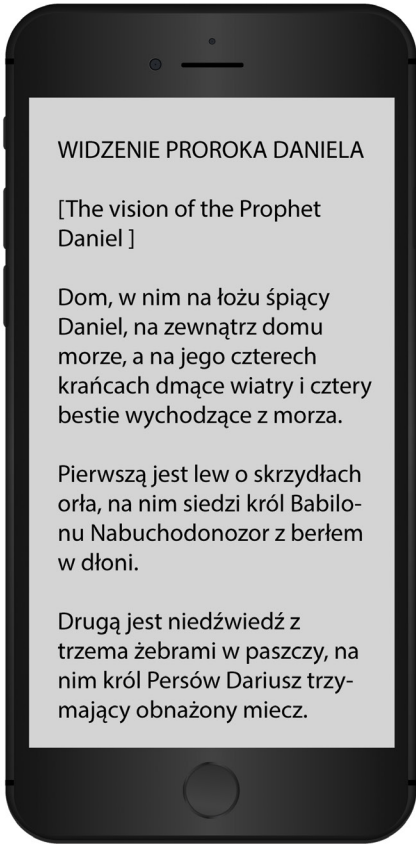 WIDZENIE PROROKA DANIELA
[The vision of the Prophet
Daniel ]
Dom, w nim na łożu śpiący
Daniel, na zewnątrz domu
morze, a na jego czterech
krańcach dmące wiatry i cztery
bestie wychodzące z morza.
Pierwszą jest lew o skrzydłach
orła, na nim siedzi król Babilo-
nu Nabuchodonozor z berłem
w dłoni.
Drugą jest niedźwiedź z
trzema żebrami w paszczy, na
nim król Persów Dariusz trzy-
mający obnażony miecz.